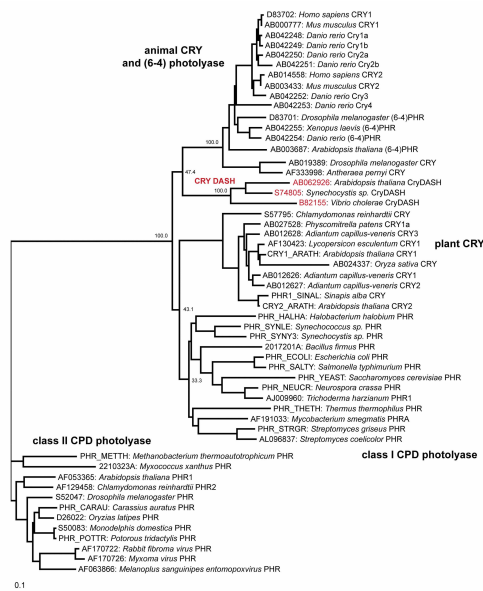 D83702: Homo sapiens CRY1
AB000777: Mus musculus CRY1
AB042248: Danio rerio Cry1a
AB042249: Danio rerio Cry1b
AB042250: Danio rerio Cry2a
AB042251: Danio rerio Cry2b
AB014558: Homo sapiens CRY2
AB003433: Mus musculus CRY2
AB042252: Danio rerio Cry3
AB042253: Danio rerio Cry4
D83701: Drosophila melanogaster (6-4)PHR
AB042255: Xenopus laevis (6-4)PHR
AB042254: Danio rerio (6-4)PHR
AB003687: Arabidopsis thaliana (6-4)PHR
AB019389: Drosophila melanogaster CRY
AF333998: Antheraea pernyi CRY
AB062926: Arabidopsis thaliana CryDASH
S74805: Synechocystis sp. CryDASH
B82155: Vibrio cholerae CryDASH
S57795: Chlamydomonas reinhardtii CRY
AB027528: Physcomitrella patens CRY1a
AB012628: Adiantum capillus-veneris CRY3
AF130423: Lycopersicon esculentum CRY1
CRY1_ARATH: Arabidopsis thaliana CRY1
AB024337: Oryza sativa CRY
AB012626: Adiantum capillus-veneris CRY1
AB012627: Adiantum capillus-veneris CRY2
PHR1_SINAL: Sinapis alba CRY
CRY2_ARATH: Arabidopsis thaliana CRY2
PHR_HALHA: Halobacterium halobium PHR
PHR_SYNLE: Synechococcus sp. PHR
PHR_SYNY3: Synechocystis sp. PHR
2017201A: Bacillus firmus PHR
PHR_ECOLI: Escherichia coli PHR
PHR_SALTY: Salmonella typhimurium PHR
PHR_YEAST: Saccharomyces cerevisiae PHR
PHR_NEUCR: Neurospora crassa PHR
AJ009960: Trichoderma harzianum PHR1
PHR_THETH: Thermus thermophilus PHR
AF191033: Mycobacterium smegmatis PHRA
PHR_STRGR: Streptomyces griseus PHR
AL096837: Streptomyces coelicolor PHR
PHR_METTH: Methanobacterium thermoautotrophicum PHR
2210323A: Myxococcus xanthus PHR
AF053365: Arabidopsis thaliana PHR1
AF129458: Chlamydomonas reinhardtii PHR2
S52047: Drosophila melanogaster PHR
PHR_CARAU: Carassius auratus PHR
D26022: Oryzias latipes PHR
S50083: Monodelphis domestica PHR
PHR_POTTR: Potorous tridactylis PHR
AF170722: Rabbit fibroma virus PHR
AF170726: Myxoma virus PHR
AF063866: Melanoplus sanguinipes entomopoxvirus PHR
animal CRY
and (6-4) photolyase
CRY DASH
plant CRY
class I CPD photolyase
class II CPD photolyase
100.0
47.4
100.0
100.0
43.1
33.3
0.1